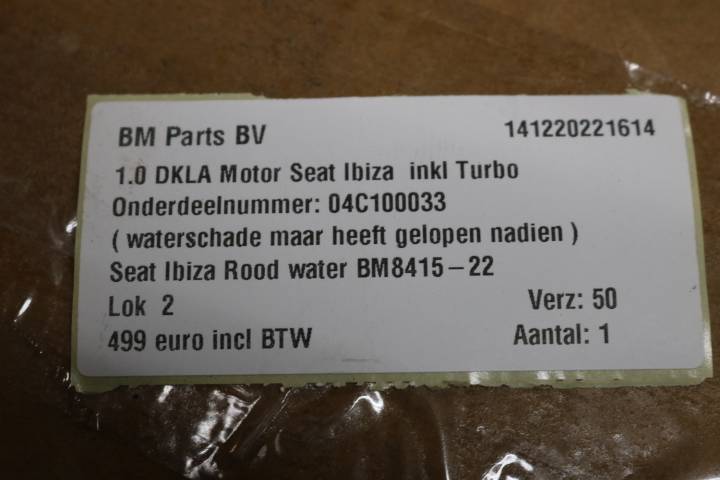 BM Parts BV 141220221614
1.0 DKLA Motor Seat Ibiza inkl Turbo
Onderdeelnummer: 04C100033
( waterschade maar heeft gelopen nadien )
Seat Ibiza Rood water BM8415-22
Lok 2 Verz: 50
499 euro incl BTW Aantal: 1